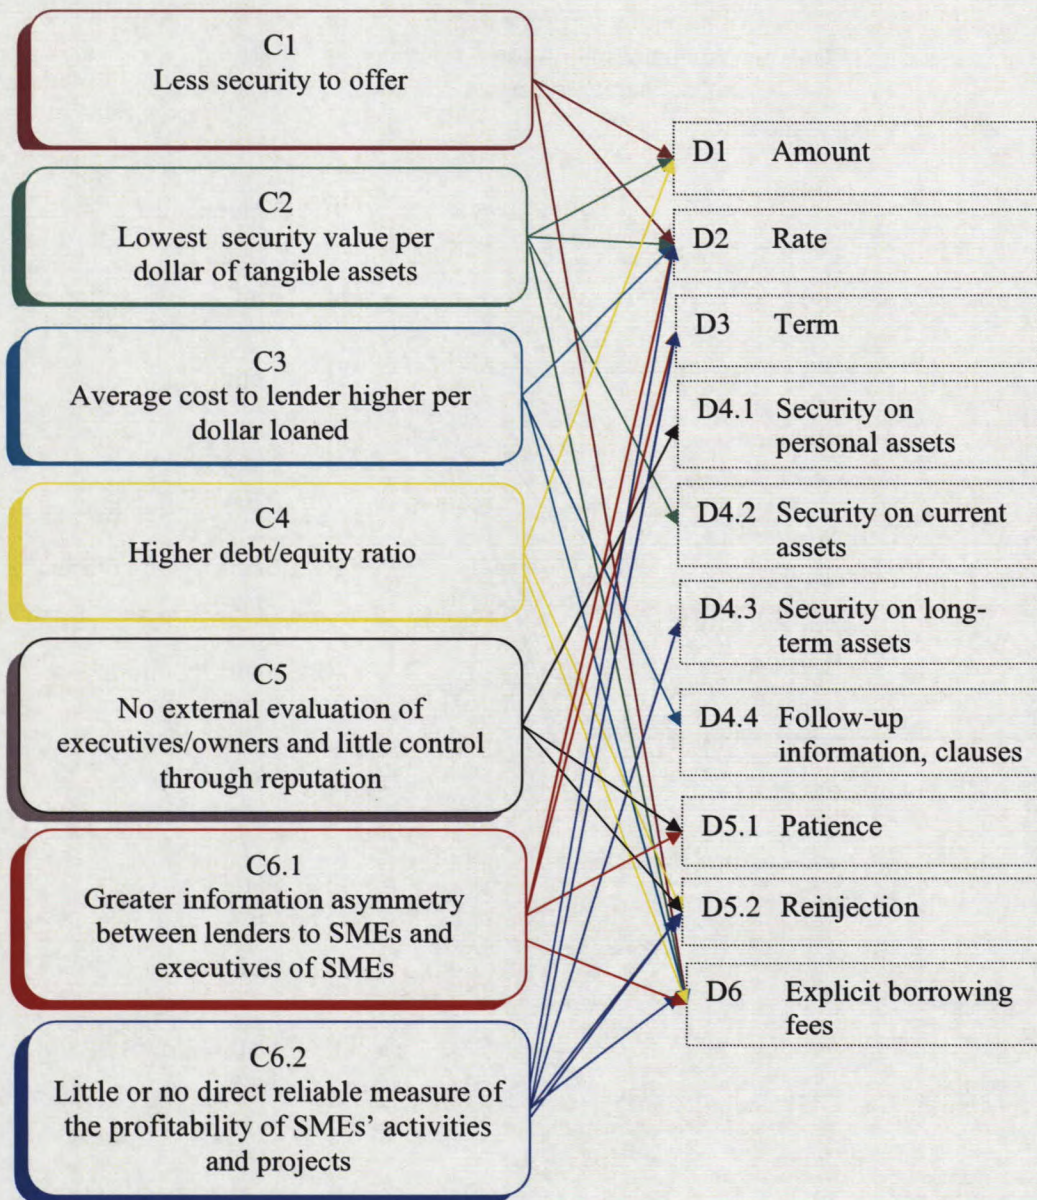 C1
Less security to offer
C2
Lowest security value per
dollar of tangible assets
C3
Average cost to lender higher per
dollar loaned
C4
Higher debt/equity ratio
C5
No external evaluation of
executives/owners and little control
through reputation
C6.1
Greater information asymmetry
between lenders to SMEs and
executives of SMEs
C6.2
Little or no direct reliable measure of
the profitability of SMEs’ activities
and projects
D1 Amount
D2 Rate
D3 Term
D4.1 Security on
personal assets
D4.2 Security on current
assets
D4.3 Security on long-
term assets
D4.4 Follow-up
information, clauses
D5.1 Patience
D5.2 Reinjection
D6 Explicit borrowing
fees